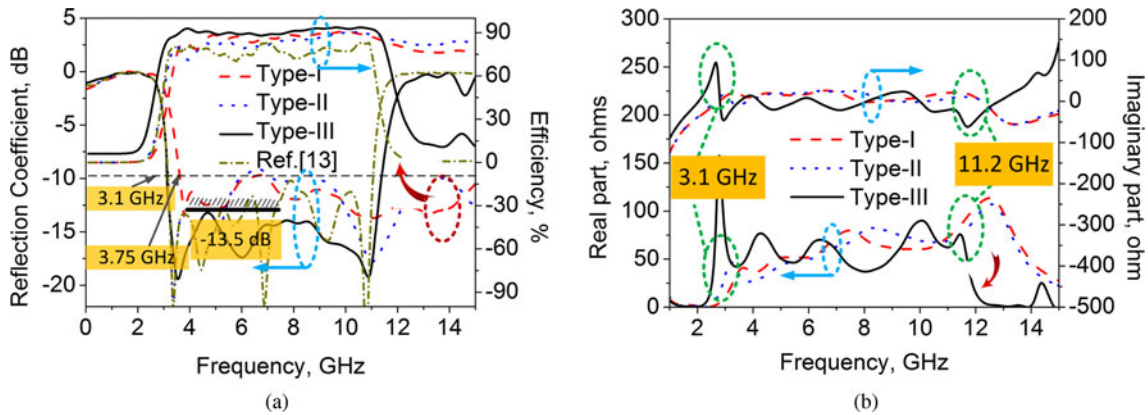 Reflection Coefficient, dB
5
0
-5
-10
-15
-20
Type-I
Type-II
Type-III
Ref.[13]
3.1 GHz
3.75 GHz
-13.5 dB
90
60
30
0
-30
-60
-90
Efficiency, %
0 2 4 6 8 10 12 14
Frequency, GHz
(a)
Real part, ohms
300
250
200
150
100
50
0
Type-I
Type-II
Type-III
3.1 GHz
11.2 GHz
200
100
0
-100
-200
-300
-400
-500
Imaginary part, ohm
2 4 6 8 10 12 14
Frequency, GHz
(b)